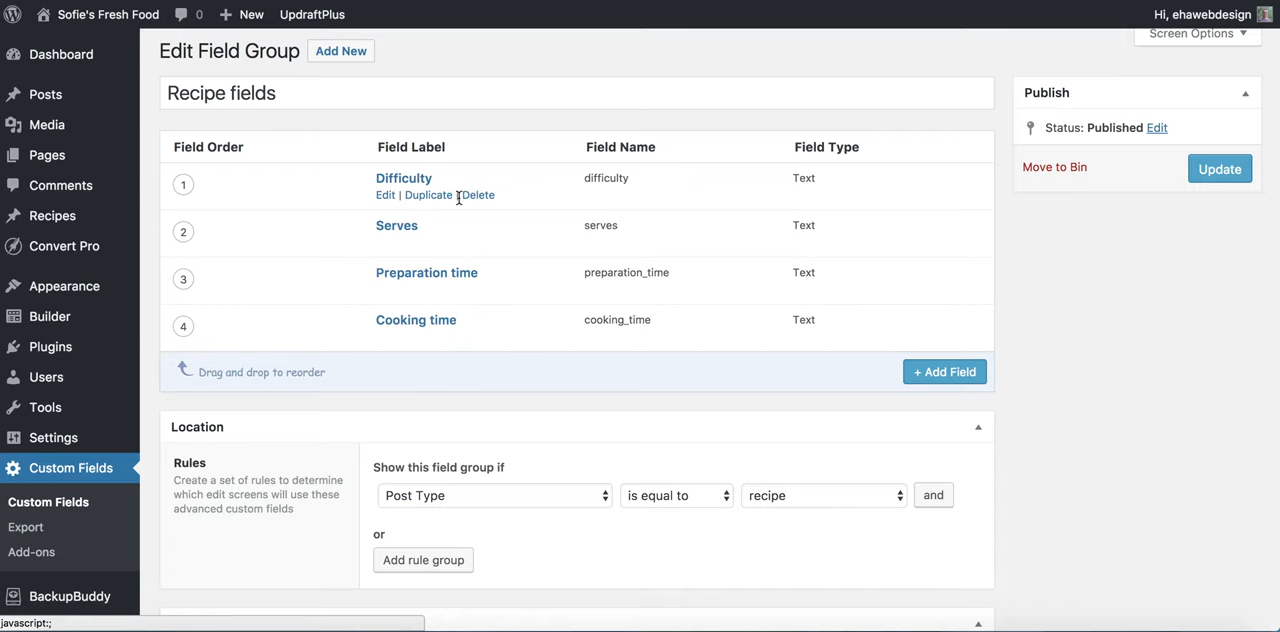 Sofie's Fresh Food 0 New UpdraftPlus Hi, ehawebdesign
Dashboard
Posts
Media
Pages
Comments
Recipes
Convert Pro
Appearance
Builder
Plugins
Users
Tools
Settings
Custom Fields
Custom Fields
Export
Add-ons
BackupBuddy
javascript:;
Screen Options
Edit Field Group Add New
Recipe fields
Field Order Field Label Field Name Field Type
1 Difficulty difficulty Text
Edit | Duplicate | Delete
2 Serves serves Text
3 Preparation time preparation_time Text
4 Cooking time cooking_time Text
Drag and drop to reorder + Add Field
Location
Rules
Create a set of rules to determine
which edit screens will use these
advanced custom fields
Show this field group if
Post Type is equal to recipe and
or
Add rule group
Publish
Status: Published Edit
Move to Bin Update